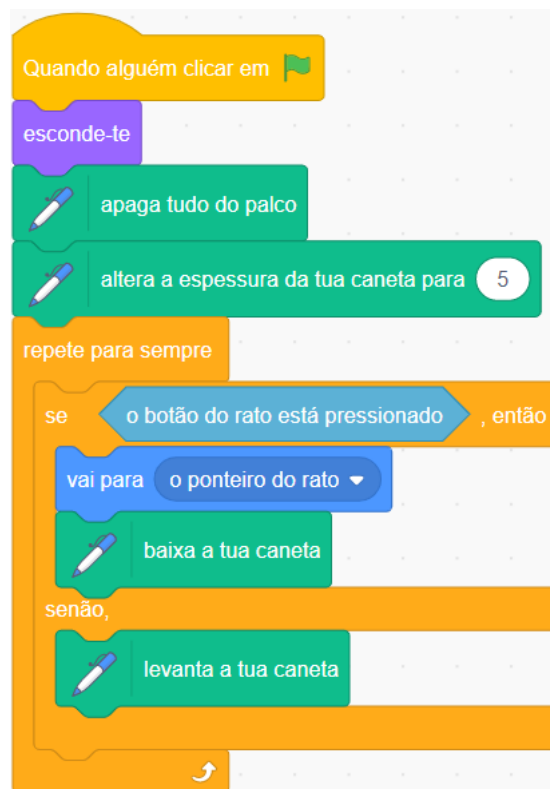 Quando alguém clicar em
esconde-te
apaga tudo do palco
altera a espessura da tua caneta para 5
repete para sempre
se o botão do rato está pressionado , então
vai para o ponteiro do rato
baixa a tua caneta
senão,
levanta a tua caneta